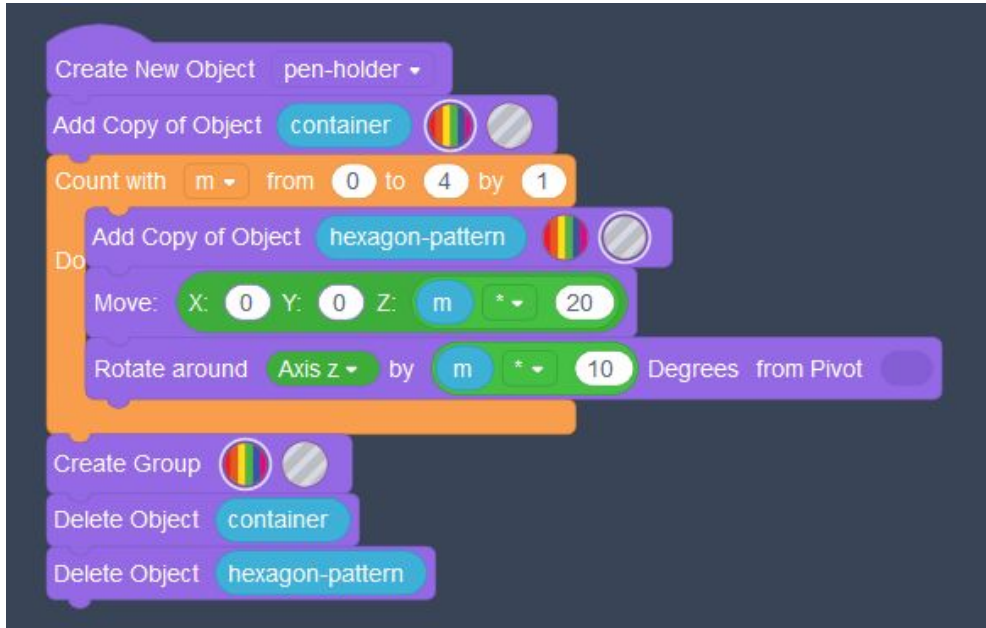 Create New Object pen-holder
Add Copy of Object container
Count with m from 0 to 4 by 1
Do
Add Copy of Object hexagon-pattern
Move: X: 0 Y: 0 Z: m * 20
Rotate around Axis z by m * 10 Degrees from Pivot
Create Group
Delete Object container
Delete Object hexagon-pattern